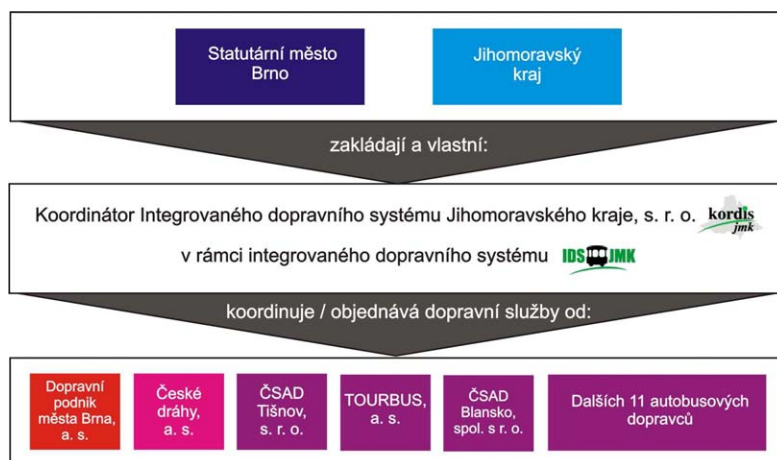 Statutární město
Brno
Jihomoravský
kraj
zakládají a vlastní:
Koordinátor Integrovaného dopravního systému Jihomoravského kraje, s. r. o. kordis
jmk
v rámci integrovaného dopravního systému IDS JMK
koordinuje / objednává dopravní služby od:
Dopravní
podnik
města Brna,
a. s.
České
dráhy,
a. s.
ČSAD
Tišnov,
s. r. o.
TOURBUS,
a. s.
ČSAD
Blansko,
spol. s r. o.
Dalších 11 autobusových
dopravců